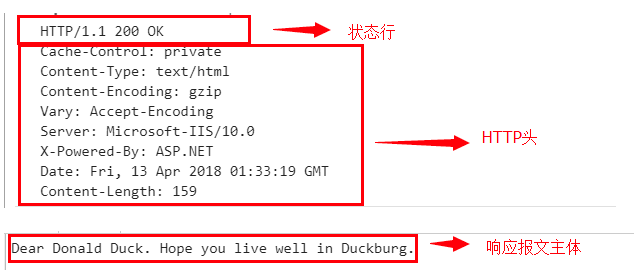 HTTP/1.1 200 OK
状态行
Cache-Control: private
Content-Type: text/html
Content-Encoding: gzip
Vary: Accept-Encoding
Server: Microsoft-IIS/10.0
HTTP头
X-Powered-By: ASP.NET
Date: Fri, 13 Apr 2018 01:33:19 GMT
Content-Length: 159
Dear Donald Duck. Hope you live well in Duckburg.
响应报文主体